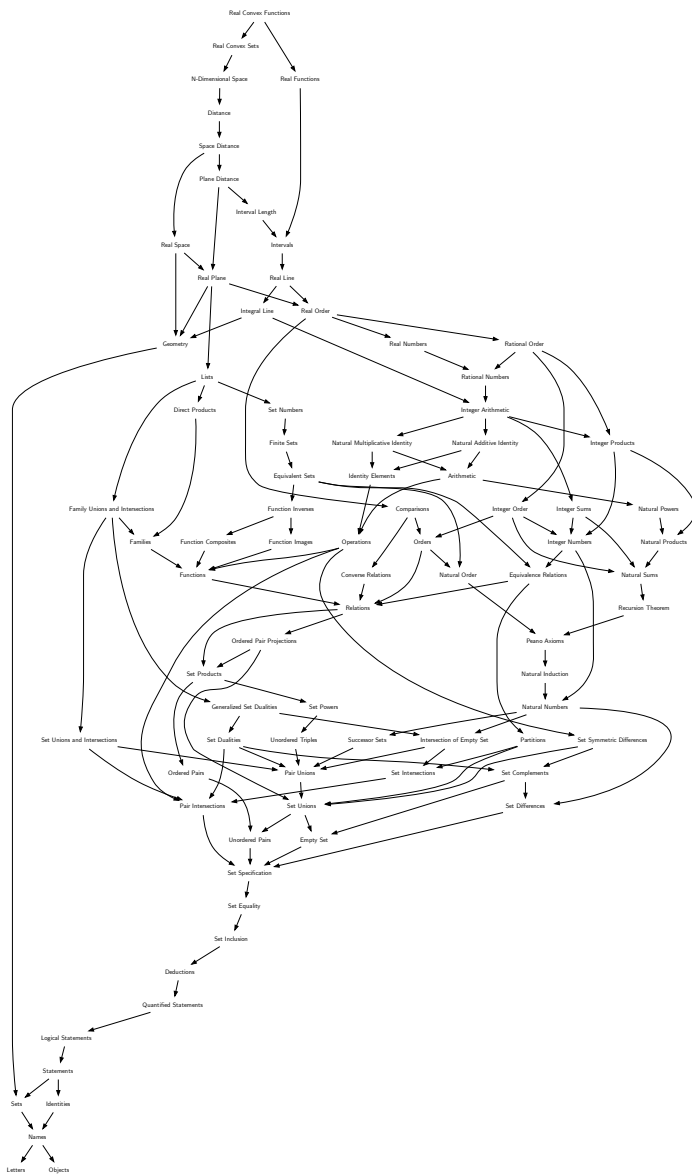 Real Convex Functions
Real Convex Sets
N-Dimensional Space
Real Functions
Distance
Space Distance
Plane Distance
Interval Length
Real Space
Intervals
Real Plane
Real Line
Integral Line
Real Order
Geometry
Real Numbers
Rational Order
Lists
Rational Numbers
Direct Products
Set Numbers
Integer Arithmetic
Finite Sets
Natural Multiplicative Identity
Natural Additive Identity
Integer Products
Equivalent Sets
Identity Elements
Arithmetic
Family Unions and Intersections
Function Inverses
Comparisons
Integer Order
Integer Sums
Natural Powers
Families
Function Composites
Function Images
Operations
Orders
Integer Numbers
Natural Products
Functions
Converse Relations
Natural Order
Equivalence Relations
Natural Sums
Relations
Recursion Theorem
Ordered Pair Projections
Peano Axioms
Set Products
Natural Induction
Generalized Set Dualities
Set Powers
Natural Numbers
Set Unions and Intersections
Set Dualities
Unordered Triples
Successor Sets
Intersection of Empty Set
Partitions
Set Symmetric Differences
Ordered Pairs
Pair Unions
Set Intersections
Set Complements
Pair Intersections
Set Unions
Set Differences
Unordered Pairs
Empty Set
Set Specification
Set Equality
Set Inclusion
Deductions
Quantified Statements
Logical Statements
Statements
Sets
Identities
Names
Letters
Objects